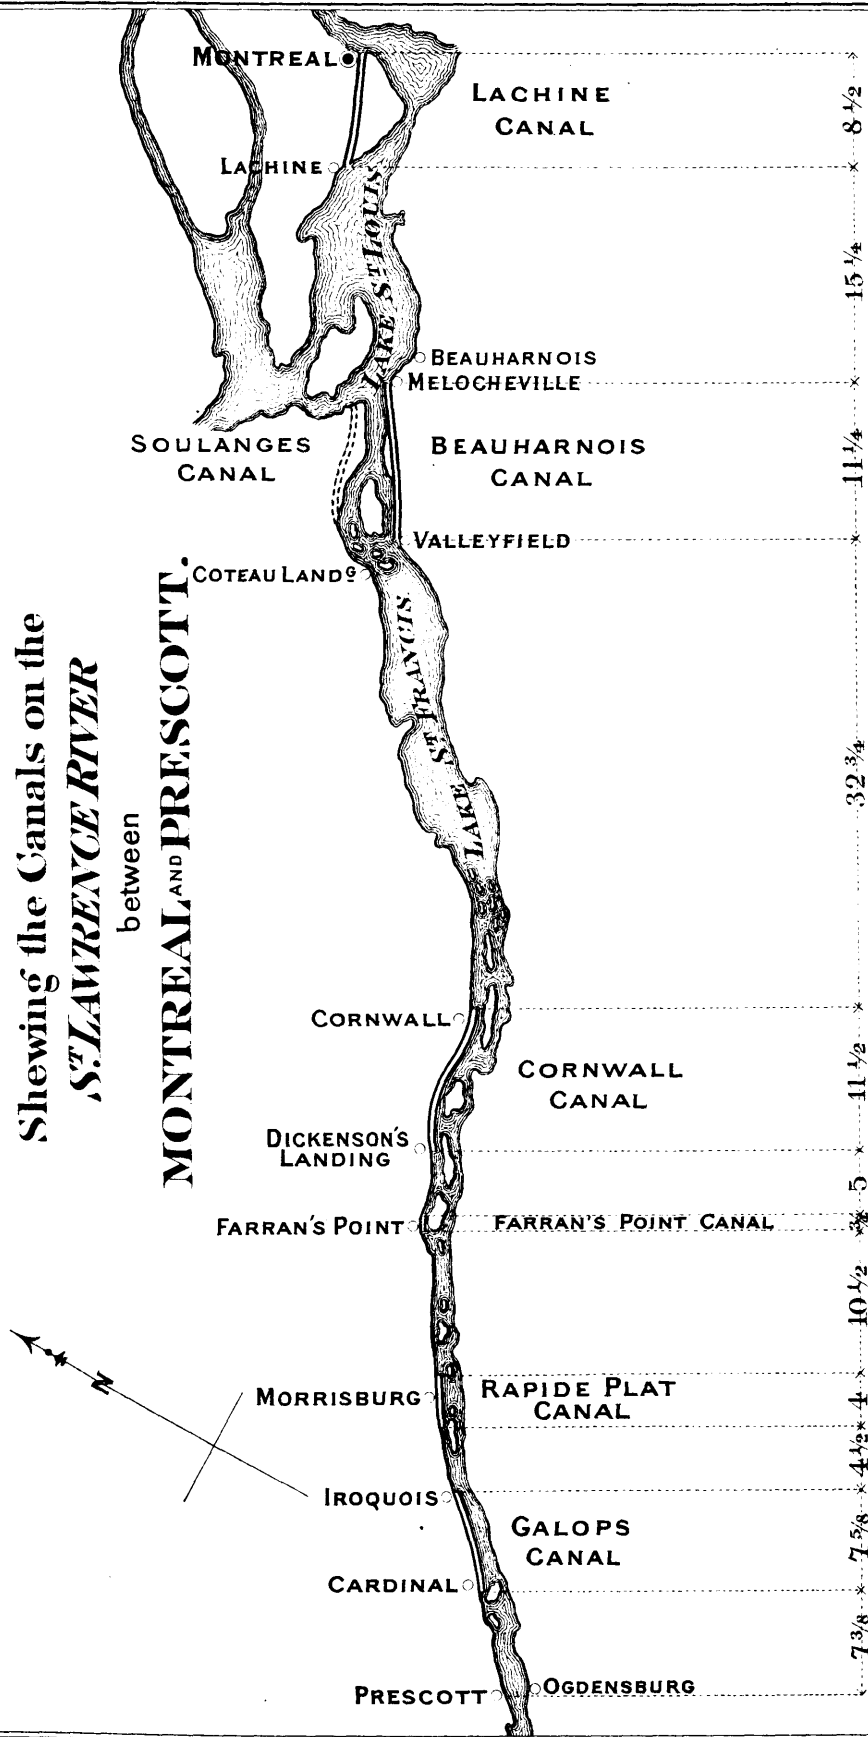 Shewing the Canals on the
ST. LAWRENCE RIVER
between
MONTREAL AND PRESCOTT.
MONTREAL
LACHINE
CANAL
8 1/2
LACHINE
LAKE ST LOUIS
15 1/4
BEAUHARNOIS
MELOCHEVILLE
SOULANGES
CANAL
BEAUHARNOIS
CANAL
11 1/4
VALLEYFIELD
COTEAU LANDG
LAKE ST FRANCIS
32 3/4
CORNWALL
CORNWALL
CANAL
11 1/2
DICKENSON'S
LANDING
5
FARRAN'S POINT
FARRAN'S POINT CANAL
3/4
10 1/2
N
MORRISBURG
RAPIDE PLAT
CANAL
4
4 1/2
IROQUOIS
GALOPS
CANAL
7 5/8
CARDINAL
7 3/8
PRESCOTT
OGDENSBURG